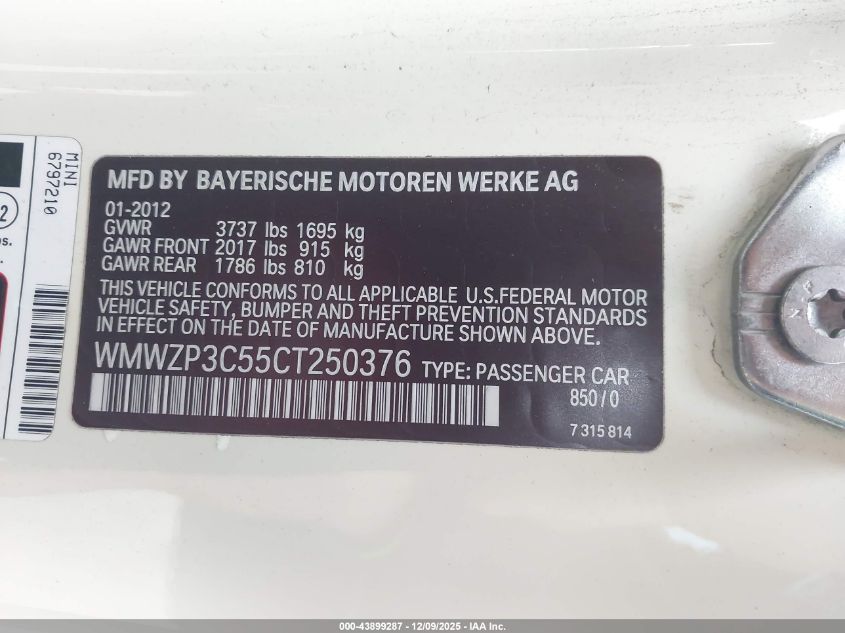 MINI
6797210
2
os.
MFD BY BAYERISCHE MOTOREN WERKE AG
01-2012
GVWR 3737 lbs 1695 kg
GAWR FRONT 2017 lbs 915 kg
GAWR REAR 1786 lbs 810 kg
THIS VEHICLE CONFORMS TO ALL APPLICABLE U.S.FEDERAL MOTOR
VEHICLE SAFETY, BUMPER AND THEFT PREVENTION STANDARDS
IN EFFECT ON THE DATE OF MANUFACTURE SHOWN ABOVE.
WMWZP3C55CT250376 TYPE: PASSENGER CAR
850/0
7 315 814
000-43899287 - 12/09/2025 - IAA Inc.